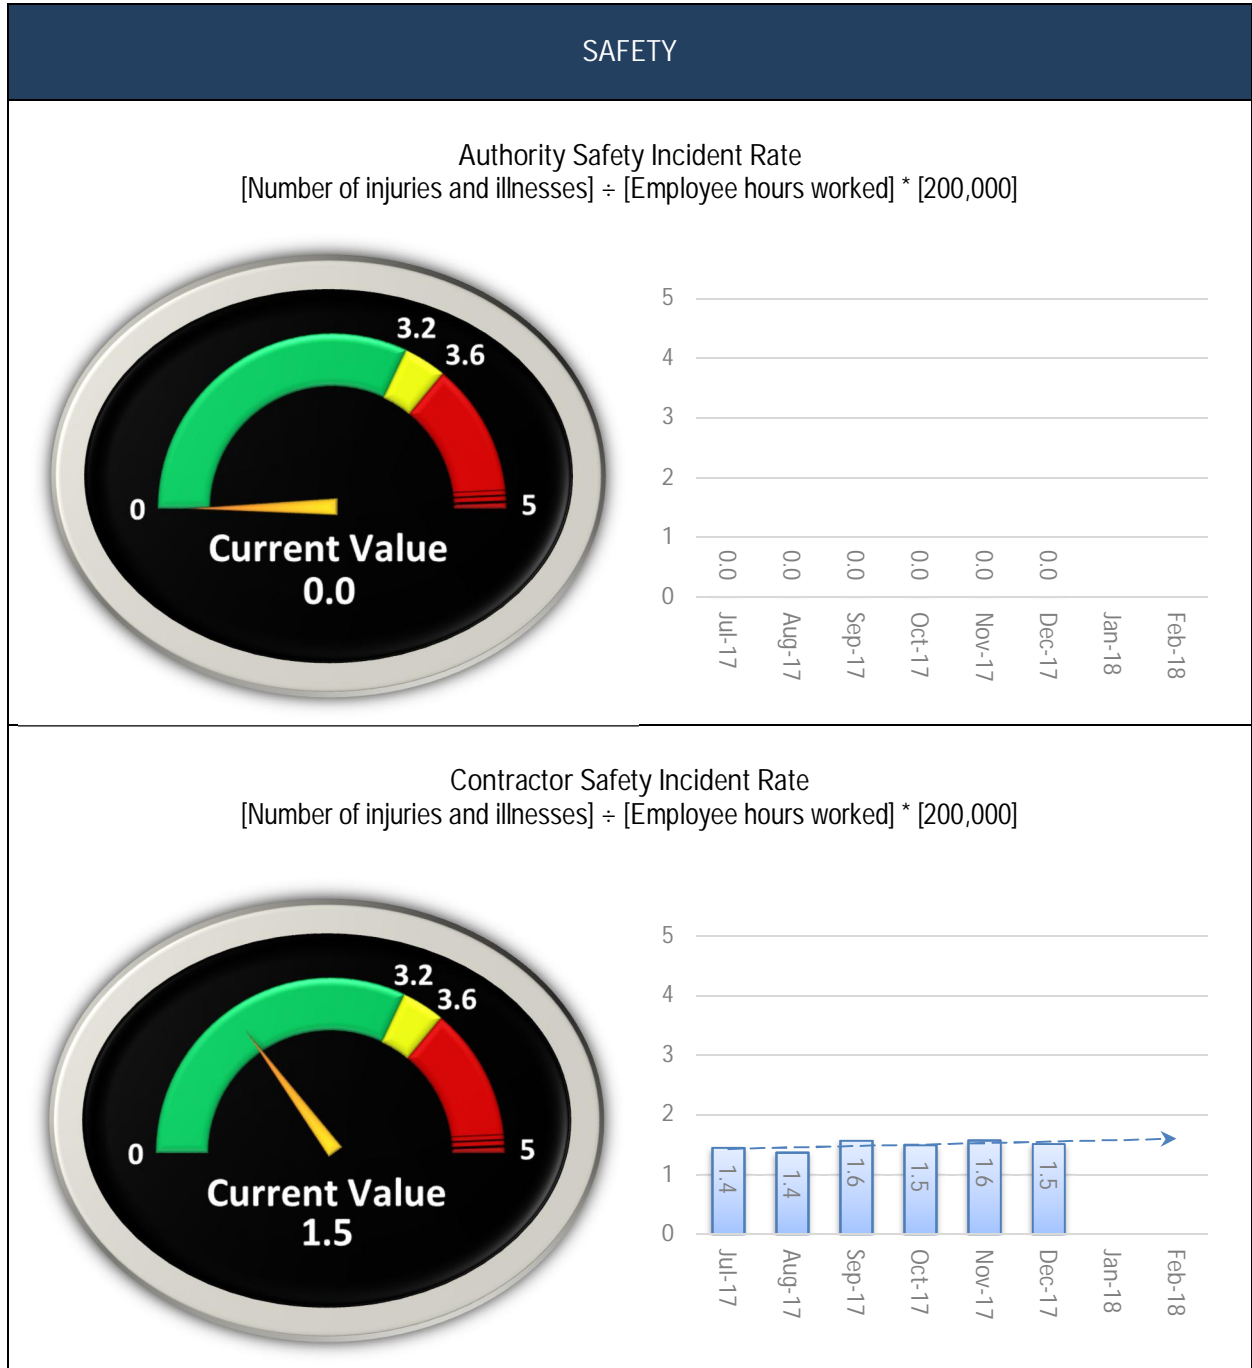 SAFETY
Authority Safety Incident Rate
[Number of injuries and illnesses] ÷ [Employee hours worked] * [200,000]
3.2
3.6
0
5
Current Value
0.0
5
4
3
2
1
0
0.0
0.0
0.0
0.0
0.0
0.0
Jul-17
Aug-17
Sep-17
Oct-17
Nov-17
Dec-17
Jan-18
Feb-18
Contractor Safety Incident Rate
[Number of injuries and illnesses] ÷ [Employee hours worked] * [200,000]
3.2
3.6
0
5
Current Value
1.5
5
4
3
2
1
0
1.4
1.4
1.6
1.5
1.6
1.5
Jul-17
Aug-17
Sep-17
Oct-17
Nov-17
Dec-17
Jan-18
Feb-18